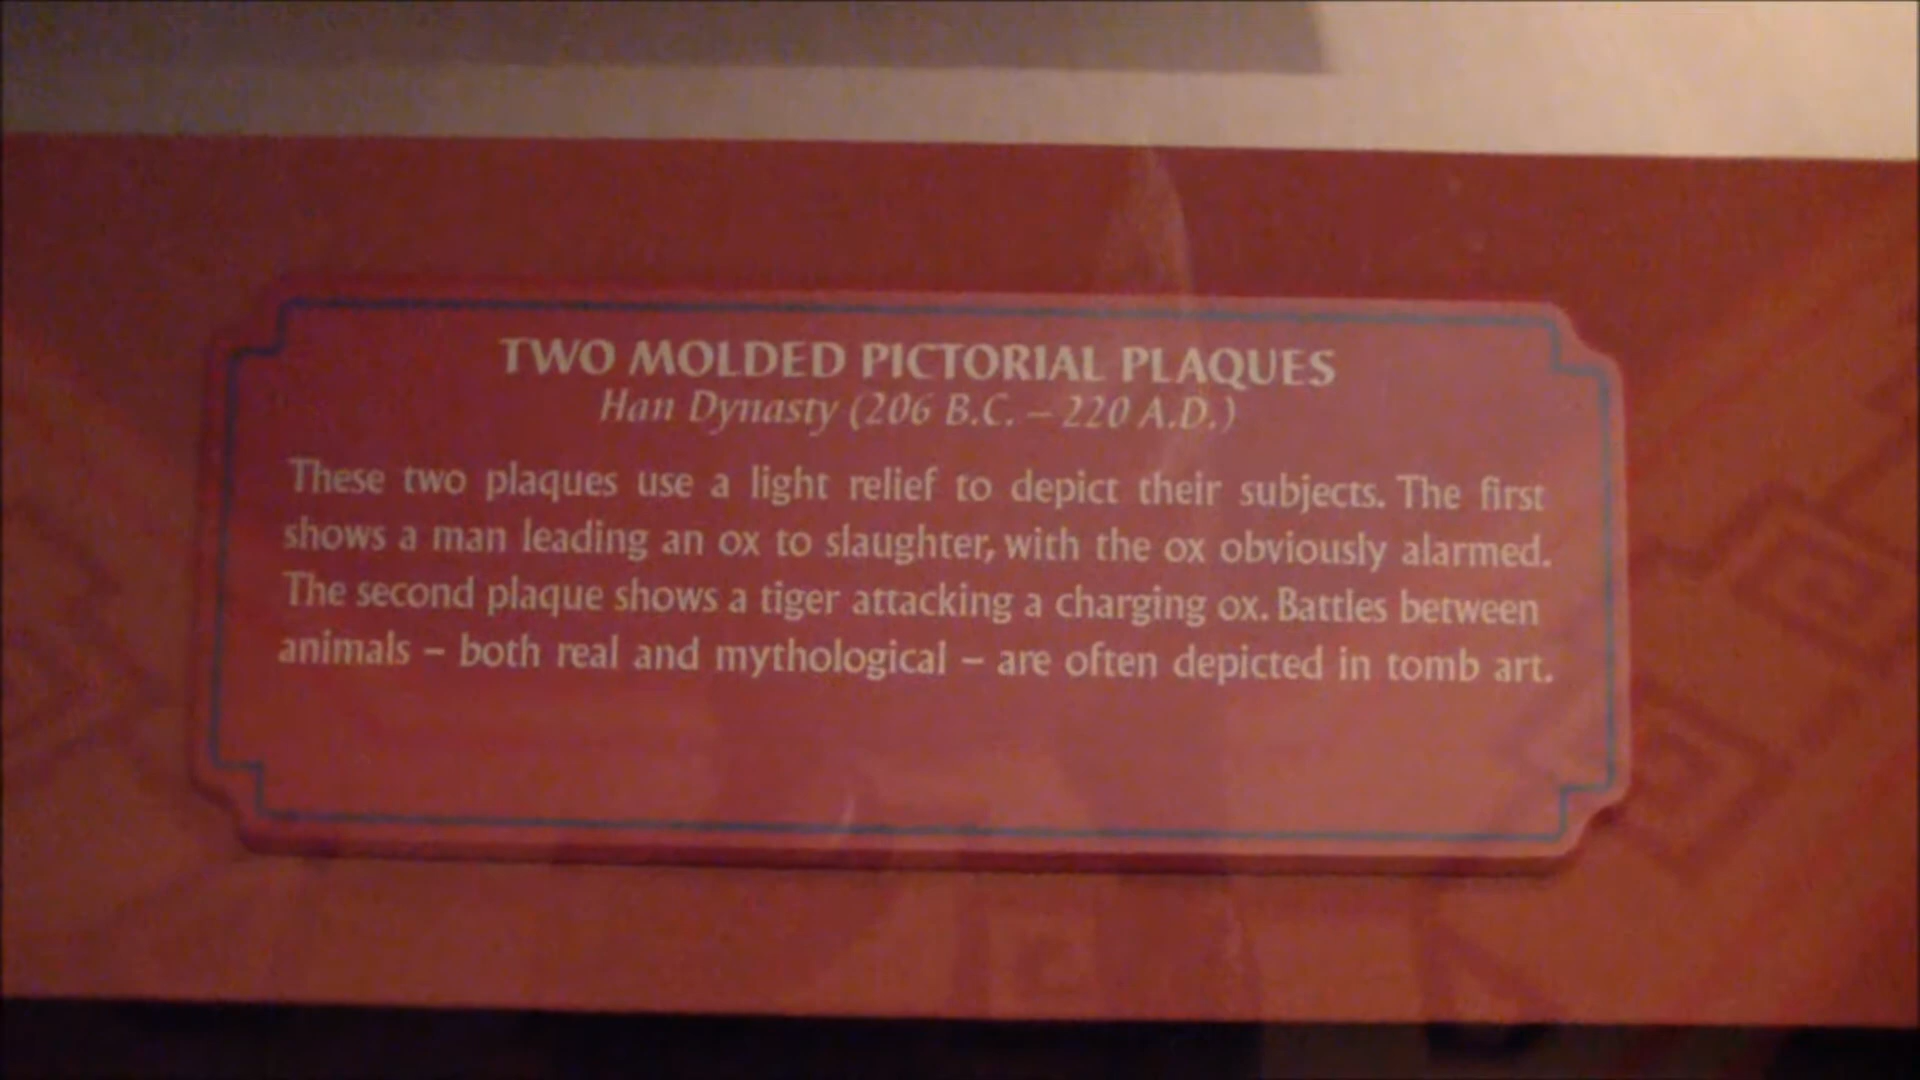 TWO MOLDED PICTORIAL PLAQUES
Han Dynasty (206 B.C. – 220 A.D.)
These two plaques use a light relief to depict their subjects. The first
shows a man leading an ox to slaughter, with the ox obviously alarmed.
The second plaque shows a tiger attacking a charging ox. Battles between
animals – both real and mythological – are often depicted in tomb art.